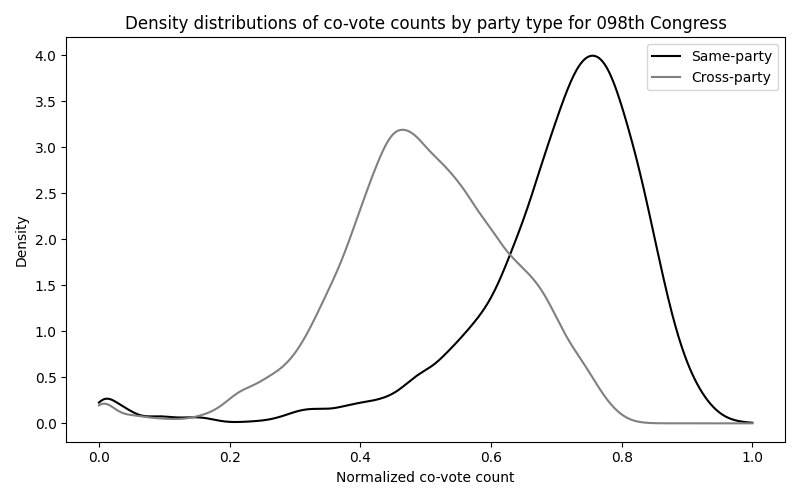 Density distributions of co-vote counts by party type for 098th Congress
Same-party
Cross-party
Density
4.0
3.5
3.0
2.5
2.0
1.5
1.0
0.5
0.0
0.0 0.2 0.4 0.6 0.8 1.0
Normalized co-vote count